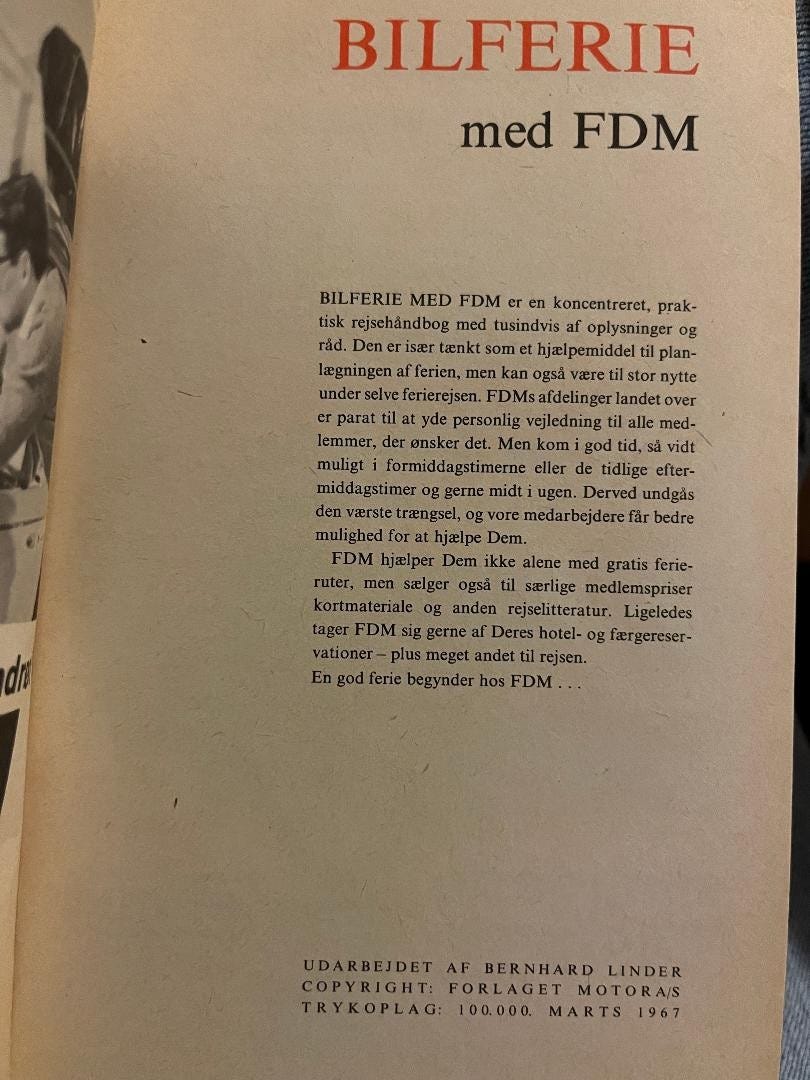 BILFERIE
med FDM
BILFERIE MED FDM er en koncentreret, prak-
tisk rejsehåndbog med tusindvis af oplysninger og
råd. Den er især tænkt som et hjælpemiddel til plan-
lægningen af ferien, men kan også være til stor nytte
under selve ferierejsen. FDMs afdelinger landet over
er parat til at yde personlig vejledning til alle med-
lemmer, der ønsker det. Men kom i god tid, så vidt
muligt i formiddagstimerne eller de tidlige efter-
middagstimer og gerne midt i ugen. Derved undgås
den værste trængsel, og vore medarbejdere får bedre
mulighed for at hjælpe Dem.
FDM hjælper Dem ikke alene med gratis ferie-
ruter, men sælger også til særlige medlemspriser
kortmateriale og anden rejselitteratur. Ligeledes
tager FDM sig gerne af Deres hotel- og færgereser-
vationer – plus meget andet til rejsen.
En god ferie begynder hos FDM . . .
UDARBEJDET AF BERNHARD LINDER
COPYRIGHT: FORLAGET MOTORA/S
TRYKOPLAG: 100.000. MARTS 1967